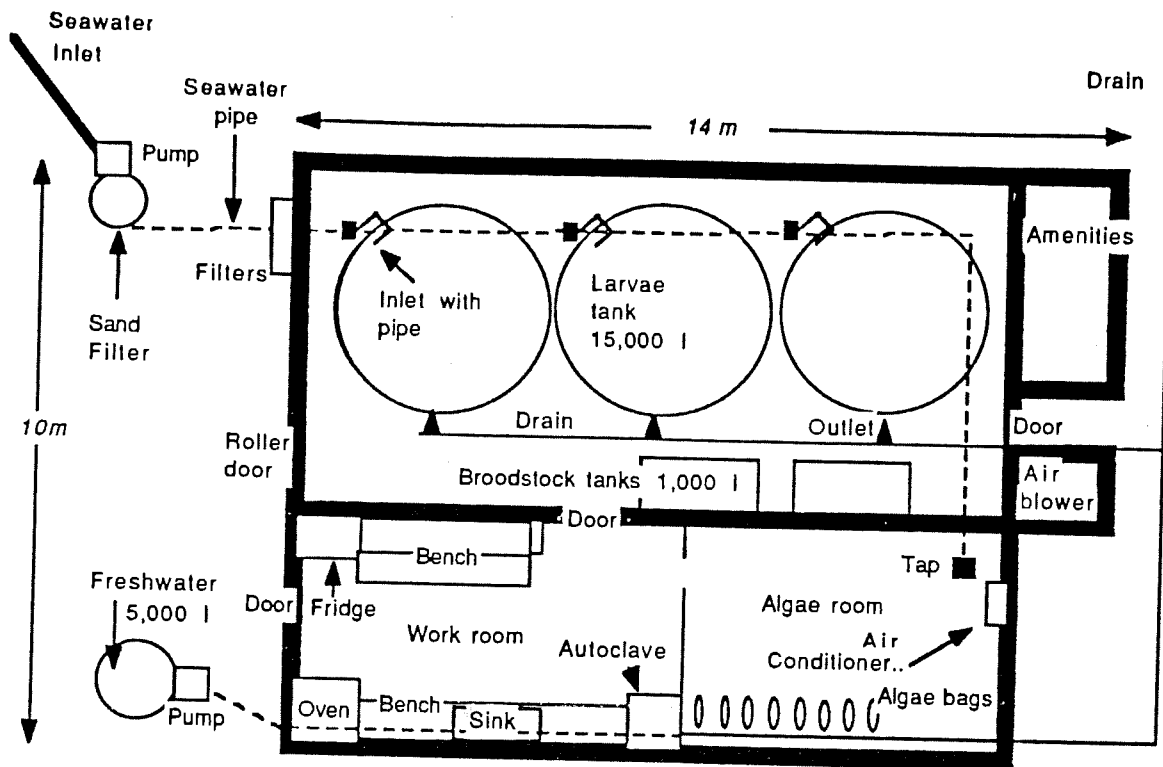 Seawater
Inlet
Drain
Seawater
pipe
14 m
Pump
Amenities
Filters
Inlet with
pipe
Larvae
tank
15,000 l
Sand
Filter
10m
Roller
door
Drain
Outlet
Door
Broodstock tanks 1,000 l
Air
blower
Door
Bench
Tap
Freshwater
5,000 l
Door
Fridge
Work room
Algae room
Autoclave
Air
Conditioner..
Algae bags
Oven
Bench
Sink
Pump